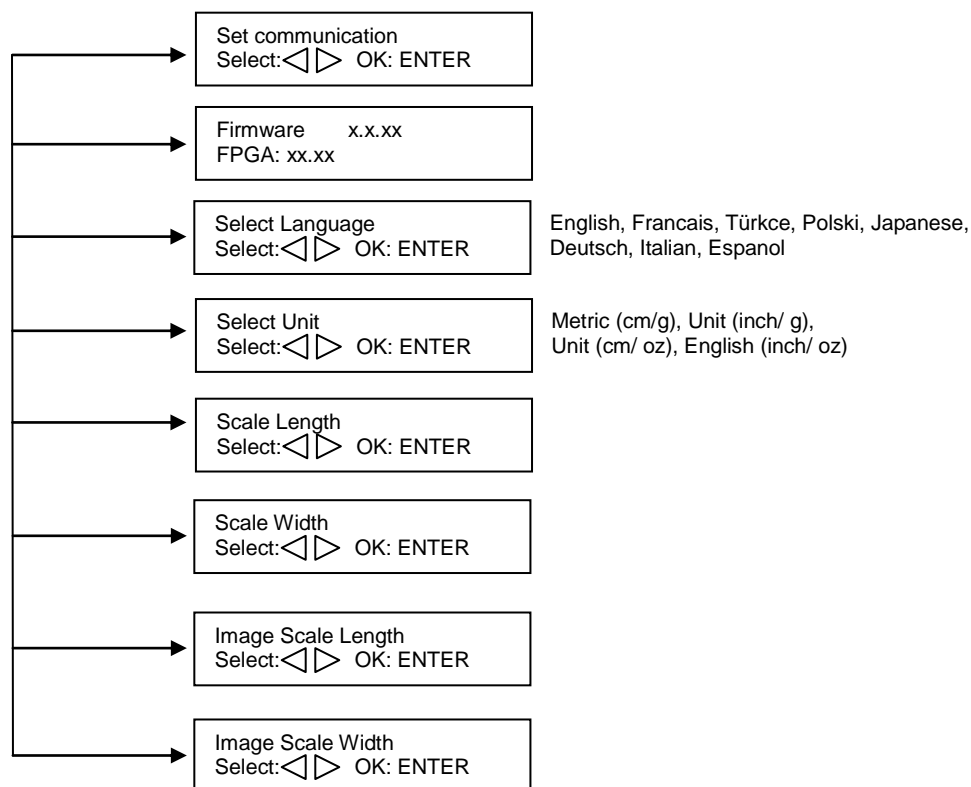 Set communication
Select:◁ ▷ OK: ENTER
Firmware x.x.xx
FPGA: xx.xx
Select Language
Select:◁ ▷ OK: ENTER
English, Francais, Türkce, Polski, Japanese,
Deutsch, Italian, Espanol
Select Unit
Select:◁ ▷ OK: ENTER
Metric (cm/g), Unit (inch/ g),
Unit (cm/ oz), English (inch/ oz)
Scale Length
Select:◁ ▷ OK: ENTER
Scale Width
Select:◁ ▷ OK: ENTER
Image Scale Length
Select:◁ ▷ OK: ENTER
Image Scale Width
Select:◁ ▷ OK: ENTER